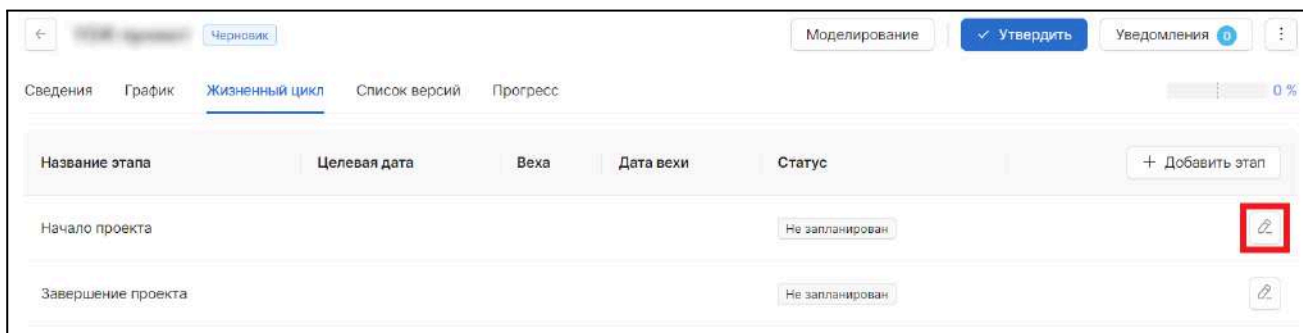 Черновик Моделирование Утвердить Уведомления 0
Сведения График Жизненный цикл Список версий Прогресс 0 %
Название этапа Целевая дата Веха Дата вехи Статус + Добавить этап
Начало проекта Не запланирован
Завершение проекта Не запланирован